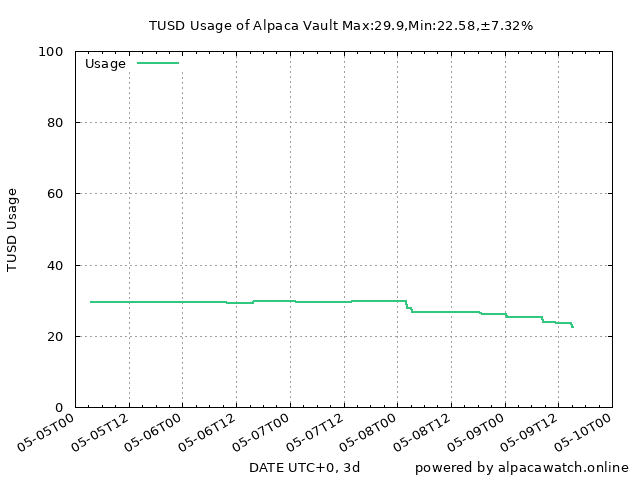 TUSD Usage of Alpaca Vault Max:29.9,Min:22.58,±7.32%
Usage
TUSD Usage
100
80
60
40
20
0
05-05T00
05-05T12
05-06T00
05-06T12
05-07T00
05-07T12
05-08T00
05-08T12
05-09T00
05-09T12
05-10T00
DATE UTC+0, 3d
powered by alpacawatch.online